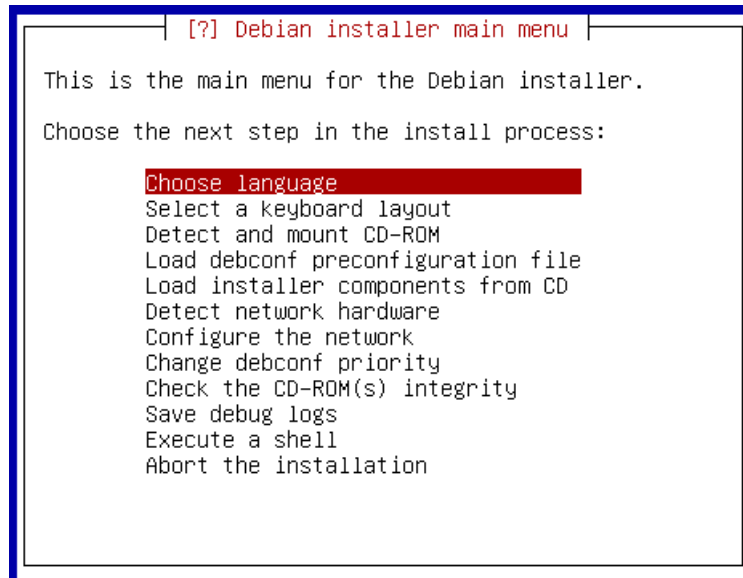 [?] Debian installer main menu
This is the main menu for the Debian installer.
Choose the next step in the install process:
Choose language
Select a keyboard layout
Detect and mount CD-ROM
Load debconf preconfiguration file
Load installer components from CD
Detect network hardware
Configure the network
Change debconf priority
Check the CD-ROM(s) integrity
Save debug logs
Execute a shell
Abort the installation